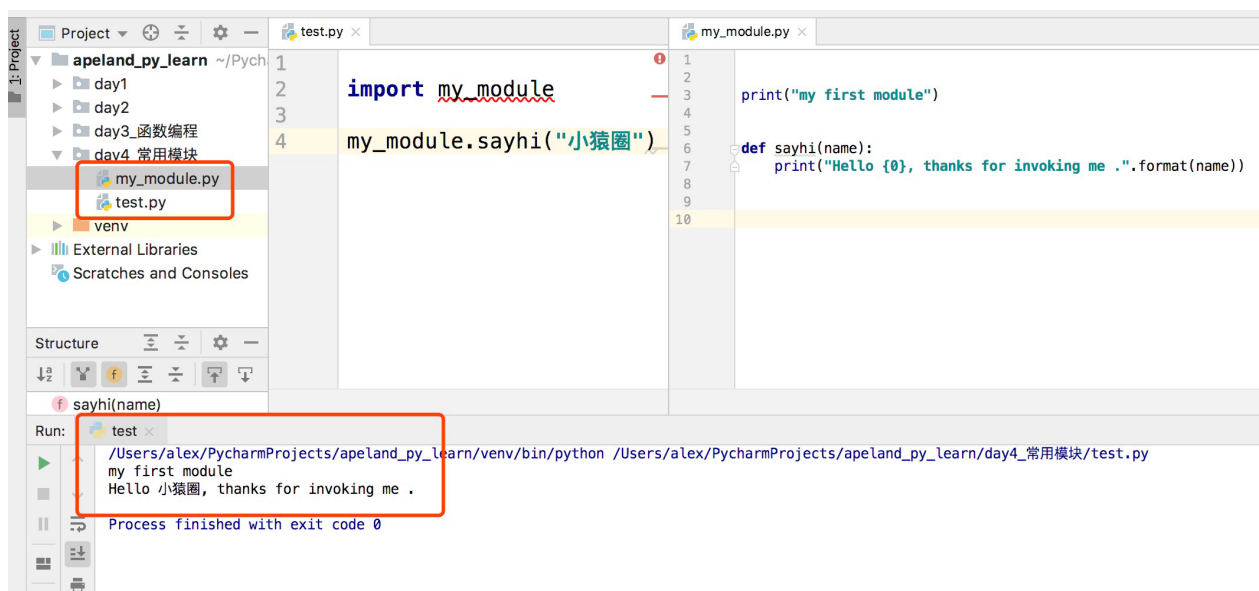 1: Project
Project
apeland_py_learn ~/Pych
day1
day2
day3_函数编程
day4_常用模块
my_module.py
test.py
venv
External Libraries
Scratches and Consoles
test.py
1
2 import my_module
3
4 my_module.sayhi("小猿圈")
my_module.py
1
2
3 print("my first module")
4
5
6 def sayhi(name):
7 print("Hello {0}, thanks for invoking me .".format(name))
8
9
10
Structure
f sayhi(name)
Run: test
/Users/alex/PycharmProjects/apeland_py_learn/venv/bin/python /Users/alex/PycharmProjects/apeland_py_learn/day4_常用模块/test.py
my first module
Hello 小猿圈, thanks for invoking me .
Process finished with exit code 0